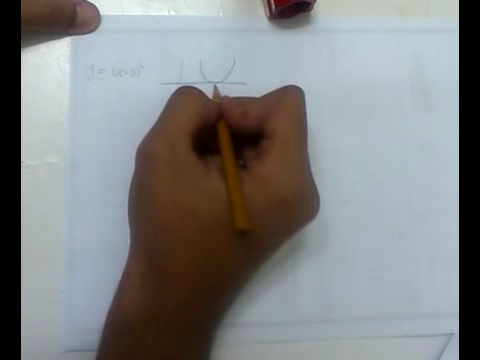 y = (x - 3)²